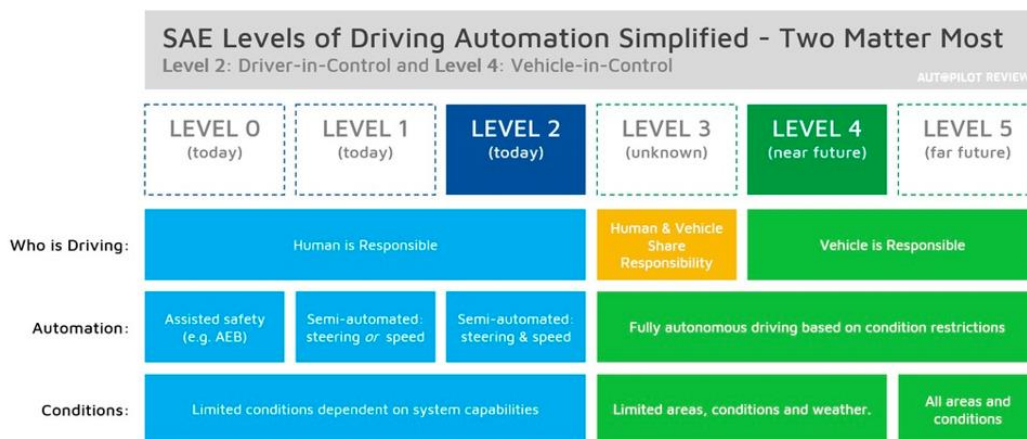 SAE Levels of Driving Automation Simplified - Two Matter Most
Level 2: Driver-in-Control and Level 4: Vehicle-in-Control
AUTOPILOT REVIEW
LEVEL 0
(today)
LEVEL 1
(today)
LEVEL 2
(today)
LEVEL 3
(unknown)
LEVEL 4
(near future)
LEVEL 5
(far future)
Who is Driving:
Human is Responsible
Human & Vehicle
Share
Responsibility
Vehicle is Responsible
Automation:
Assisted safety
(e.g. AEB)
Semi-automated:
steering or speed
Semi-automated:
steering & speed
Fully autonomous driving based on condition restrictions
Conditions:
Limited conditions dependent on system capabilities
Limited areas, conditions and weather.
All areas and
conditions